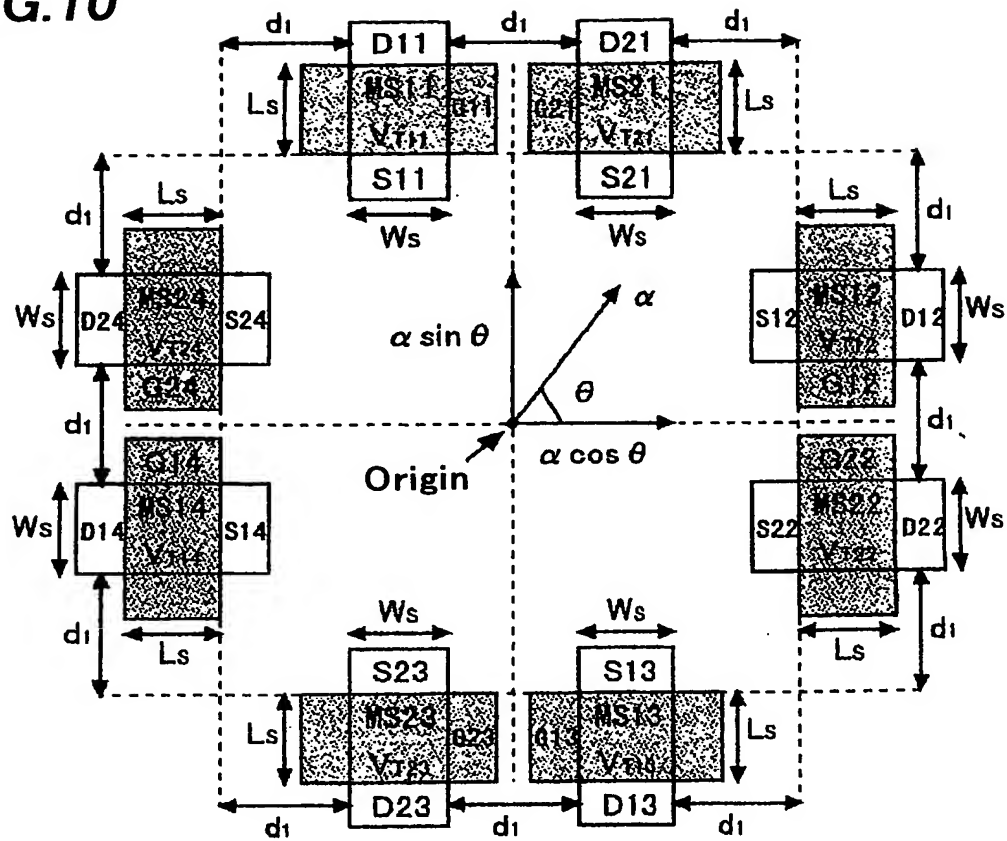 G.10
d1 D11 d1 D21 d1
Ls MS11 G11 G21 MS21 Ls
VT11 VT21
S11 S21
Ls Ls
d1 Ws Ws d1
Ws D24 MS24 S24 α S12 MS12 D12 Ws
VT24 α sin θ VT12
G24 θ G12
d1 d1
Origin α cos θ
G14 G22
Ws D14 MS14 S14 S22 MS22 D22 Ws
VT14 VT22
d1 Ws Ws d1
Ls Ls
S23 S13
Ls MS23 G23 G13 MS13 Ls
VT23
D23 D13
d1 d1 d1